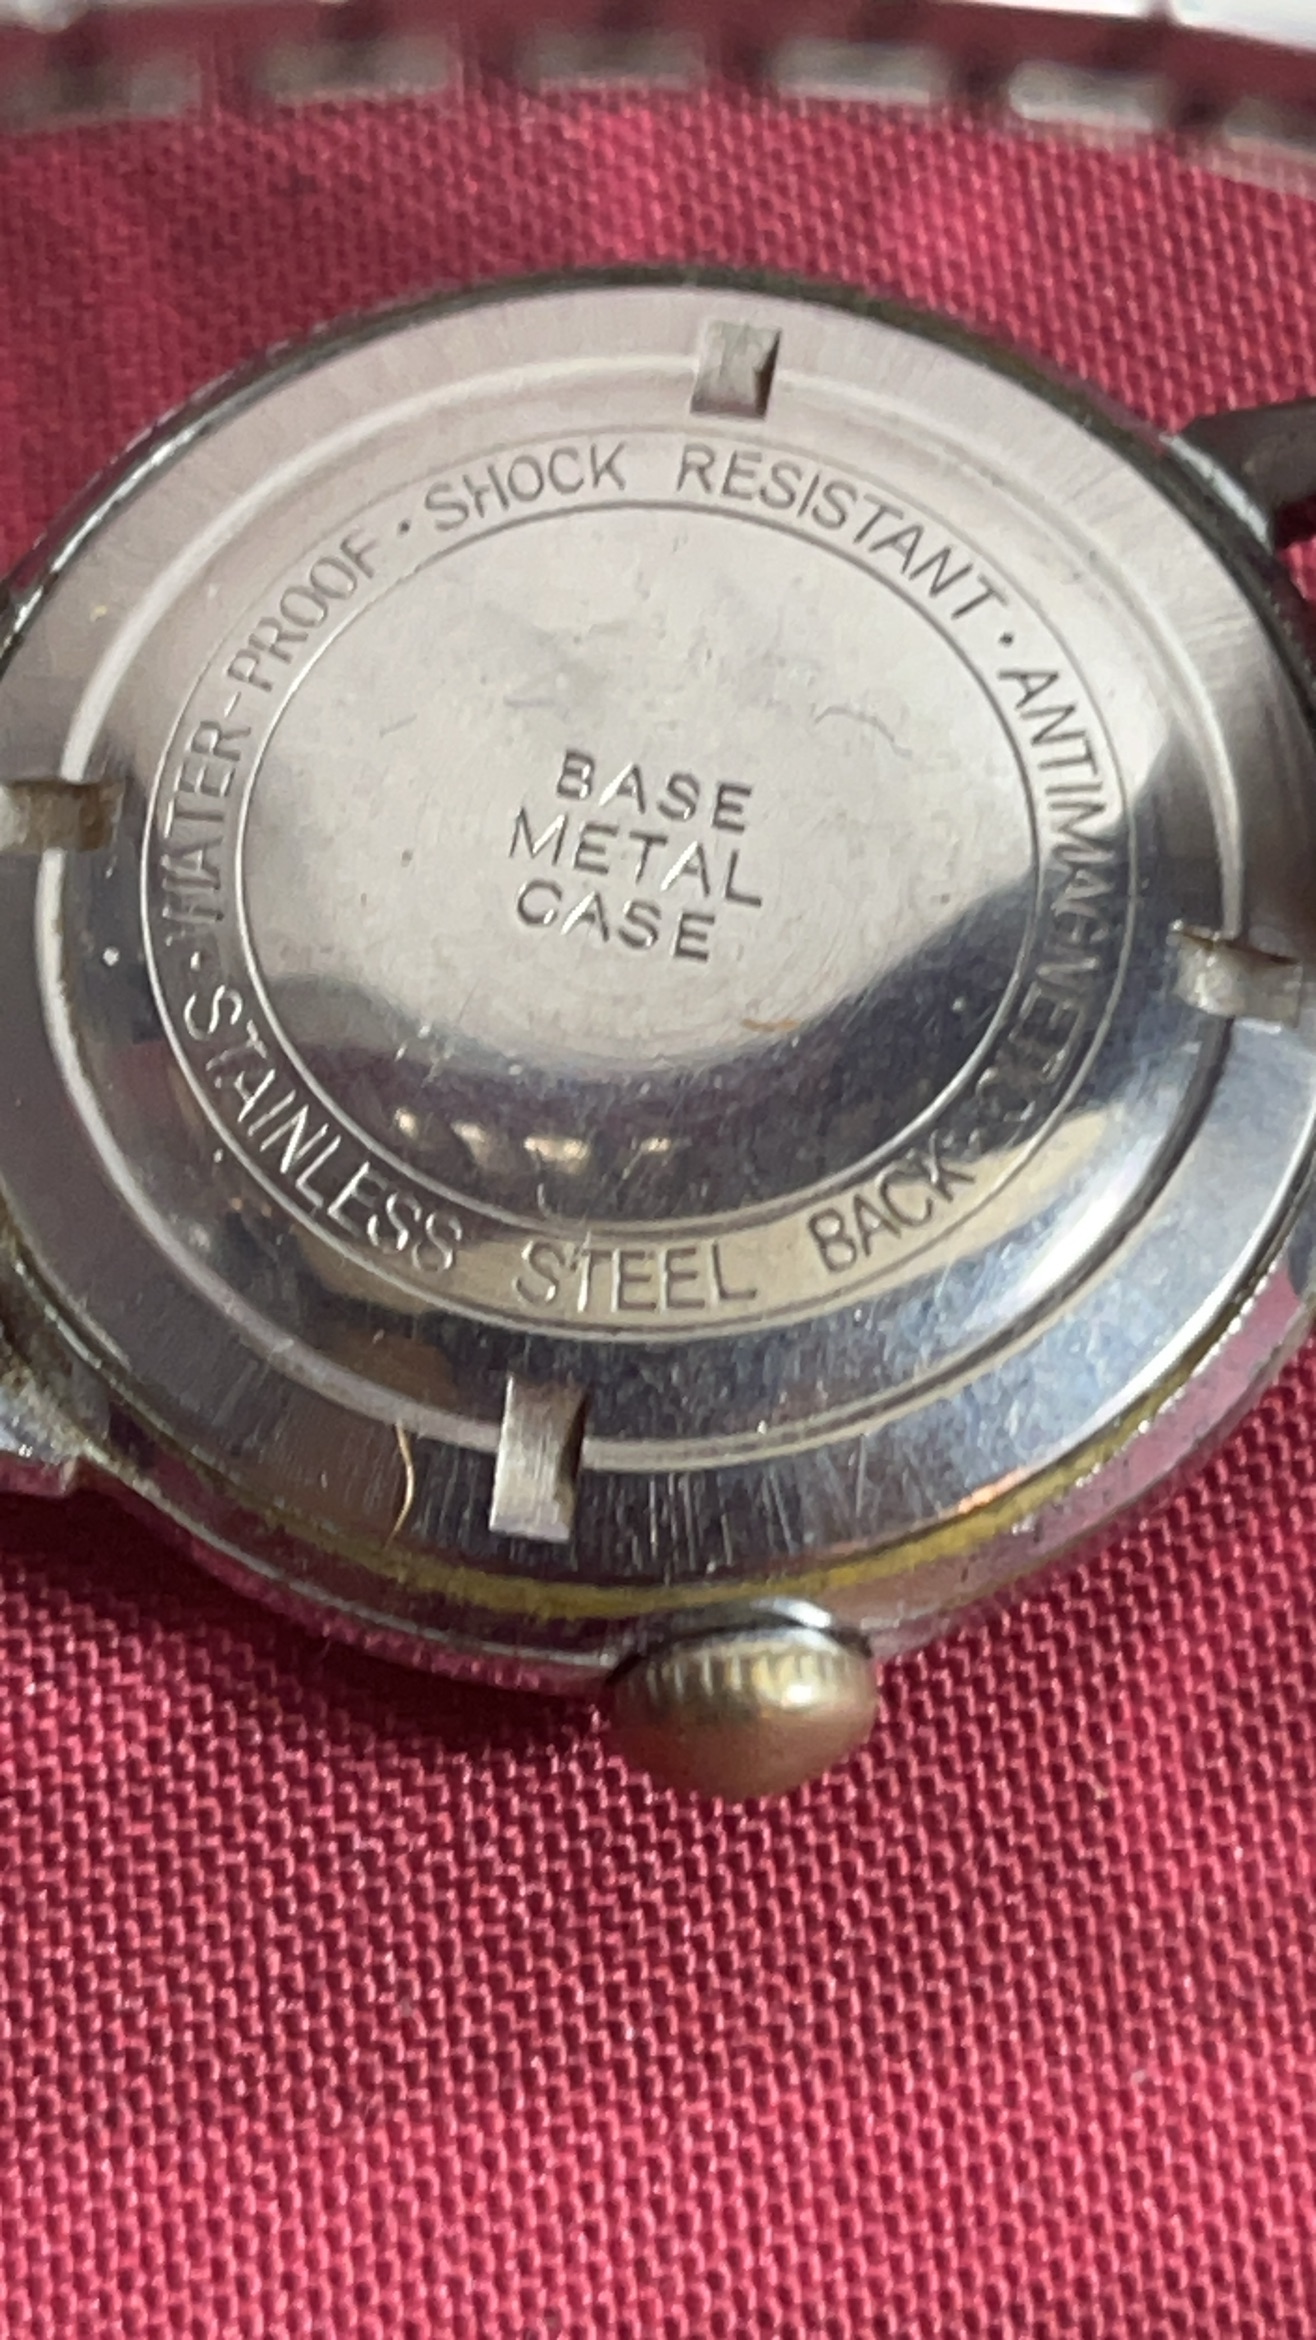 WATER-PROOF · SHOCK RESISTANT · ANTIMAGNETIC · STAINLESS STEEL BACK ·
BASE
METAL
CASE